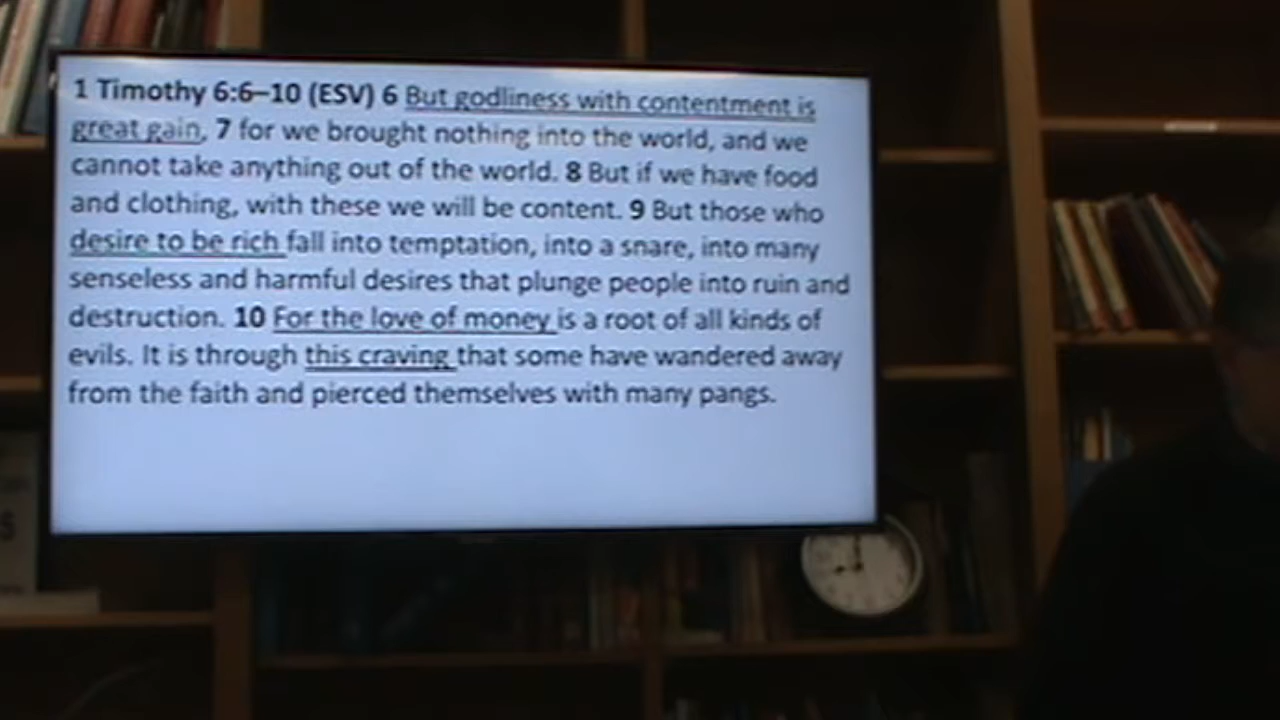 1 Timothy 6:6–10 (ESV) 6 But godliness with contentment is
great gain, 7 for we brought nothing into the world, and we
cannot take anything out of the world. 8 But if we have food
and clothing, with these we will be content. 9 But those who
desire to be rich fall into temptation, into a snare, into many
senseless and harmful desires that plunge people into ruin and
destruction. 10 For the love of money is a root of all kinds of
evils. It is through this craving that some have wandered away
from the faith and pierced themselves with many pangs.